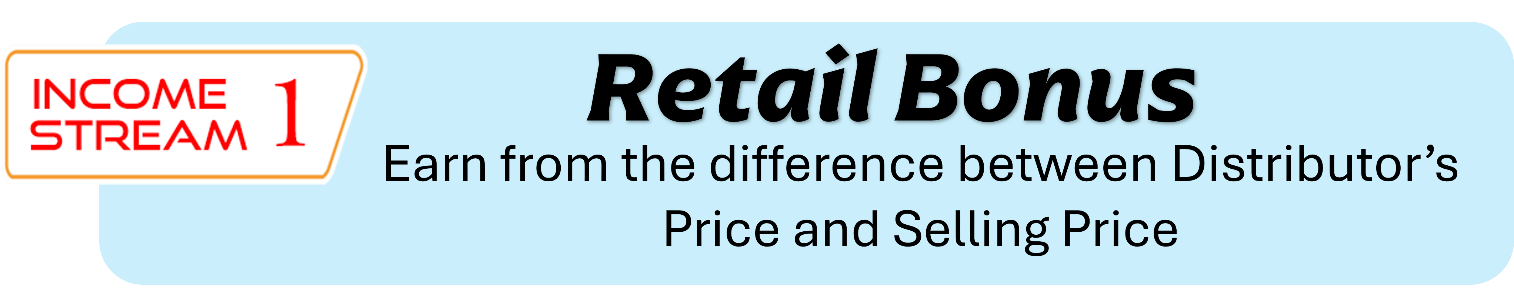 INCOME
STREAM 1
Retail Bonus
Earn from the difference between Distributor’s
Price and Selling Price